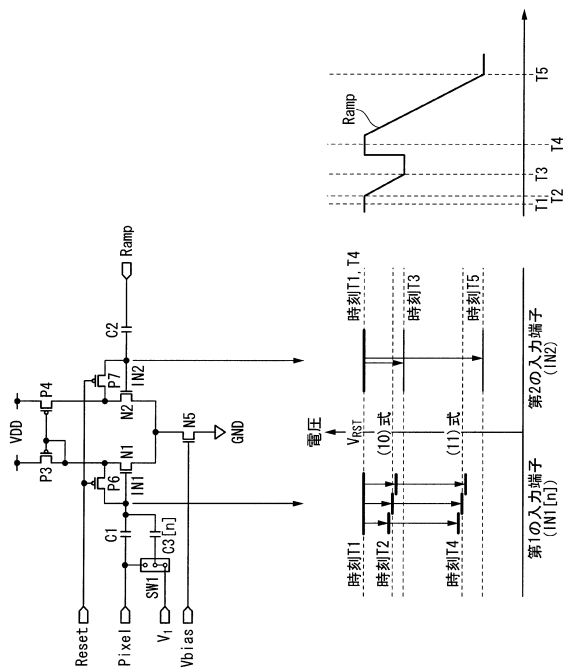 VDD
P3
P4
Reset
P6
P7
C1
IN1
N1
N2
IN2
C2
Ramp
Pixel
C3[n]
SW1
V1
Vbias
N5
GND
電圧
時刻T1
VRST
時刻T1, T4
時刻T2
(10)式
時刻T3
時刻T4
(11)式
時刻T5
第1の入力端子
(IN1[n])
第2の入力端子
(IN2)
Ramp
T1
T2
T3
T4
T5